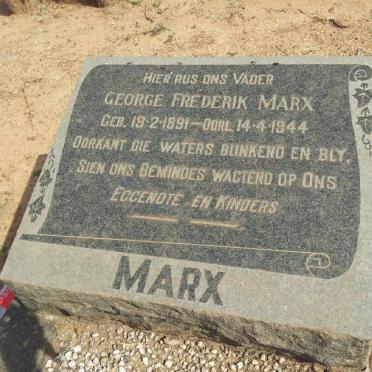 HIER RUS ONS VADER
GEORGE FREDERIK MARX
GEB. 19-2-1891 – OORL. 14-4-1944
OORKANT DIE WATERS BLINKEND EN BLY,
SIEN ONS BEMINDES WAGTEND OP ONS
EGGENOTE EN KINDERS
MARX